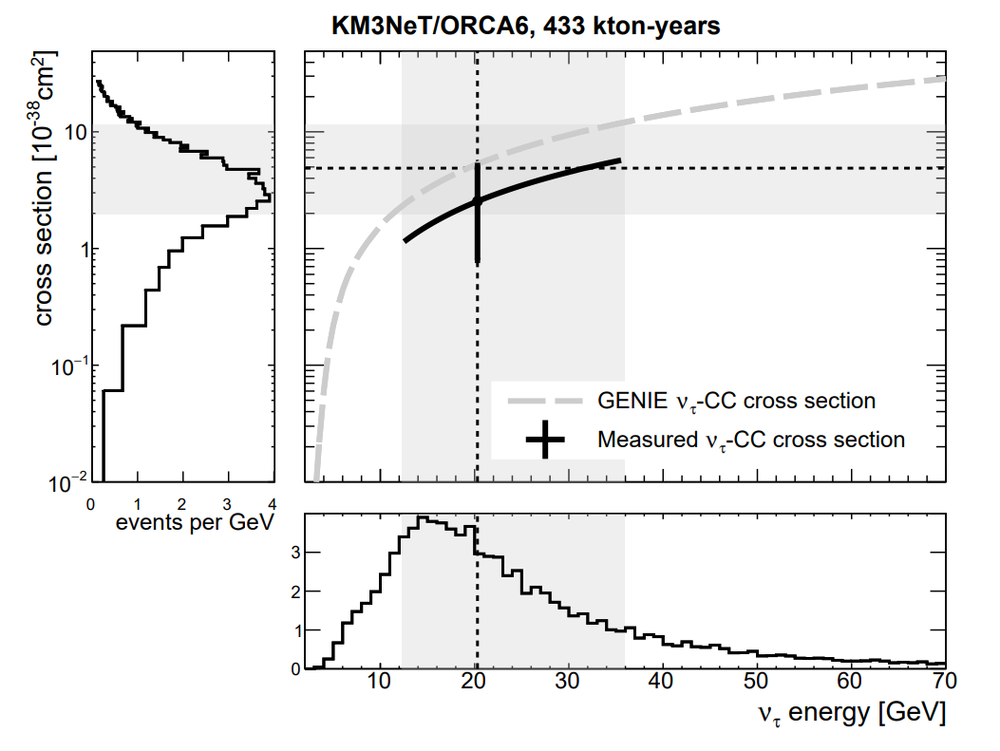 KM3NeT/ORCA6, 433 kton-years
cross section [10⁻³⁸cm²]
10
1
10⁻¹
10⁻²
0 1 2 3 4
events per GeV
GENIE ντ-CC cross section
Measured ντ-CC cross section
3
2
1
0
10 20 30 40 50 60 70
ντ energy [GeV]